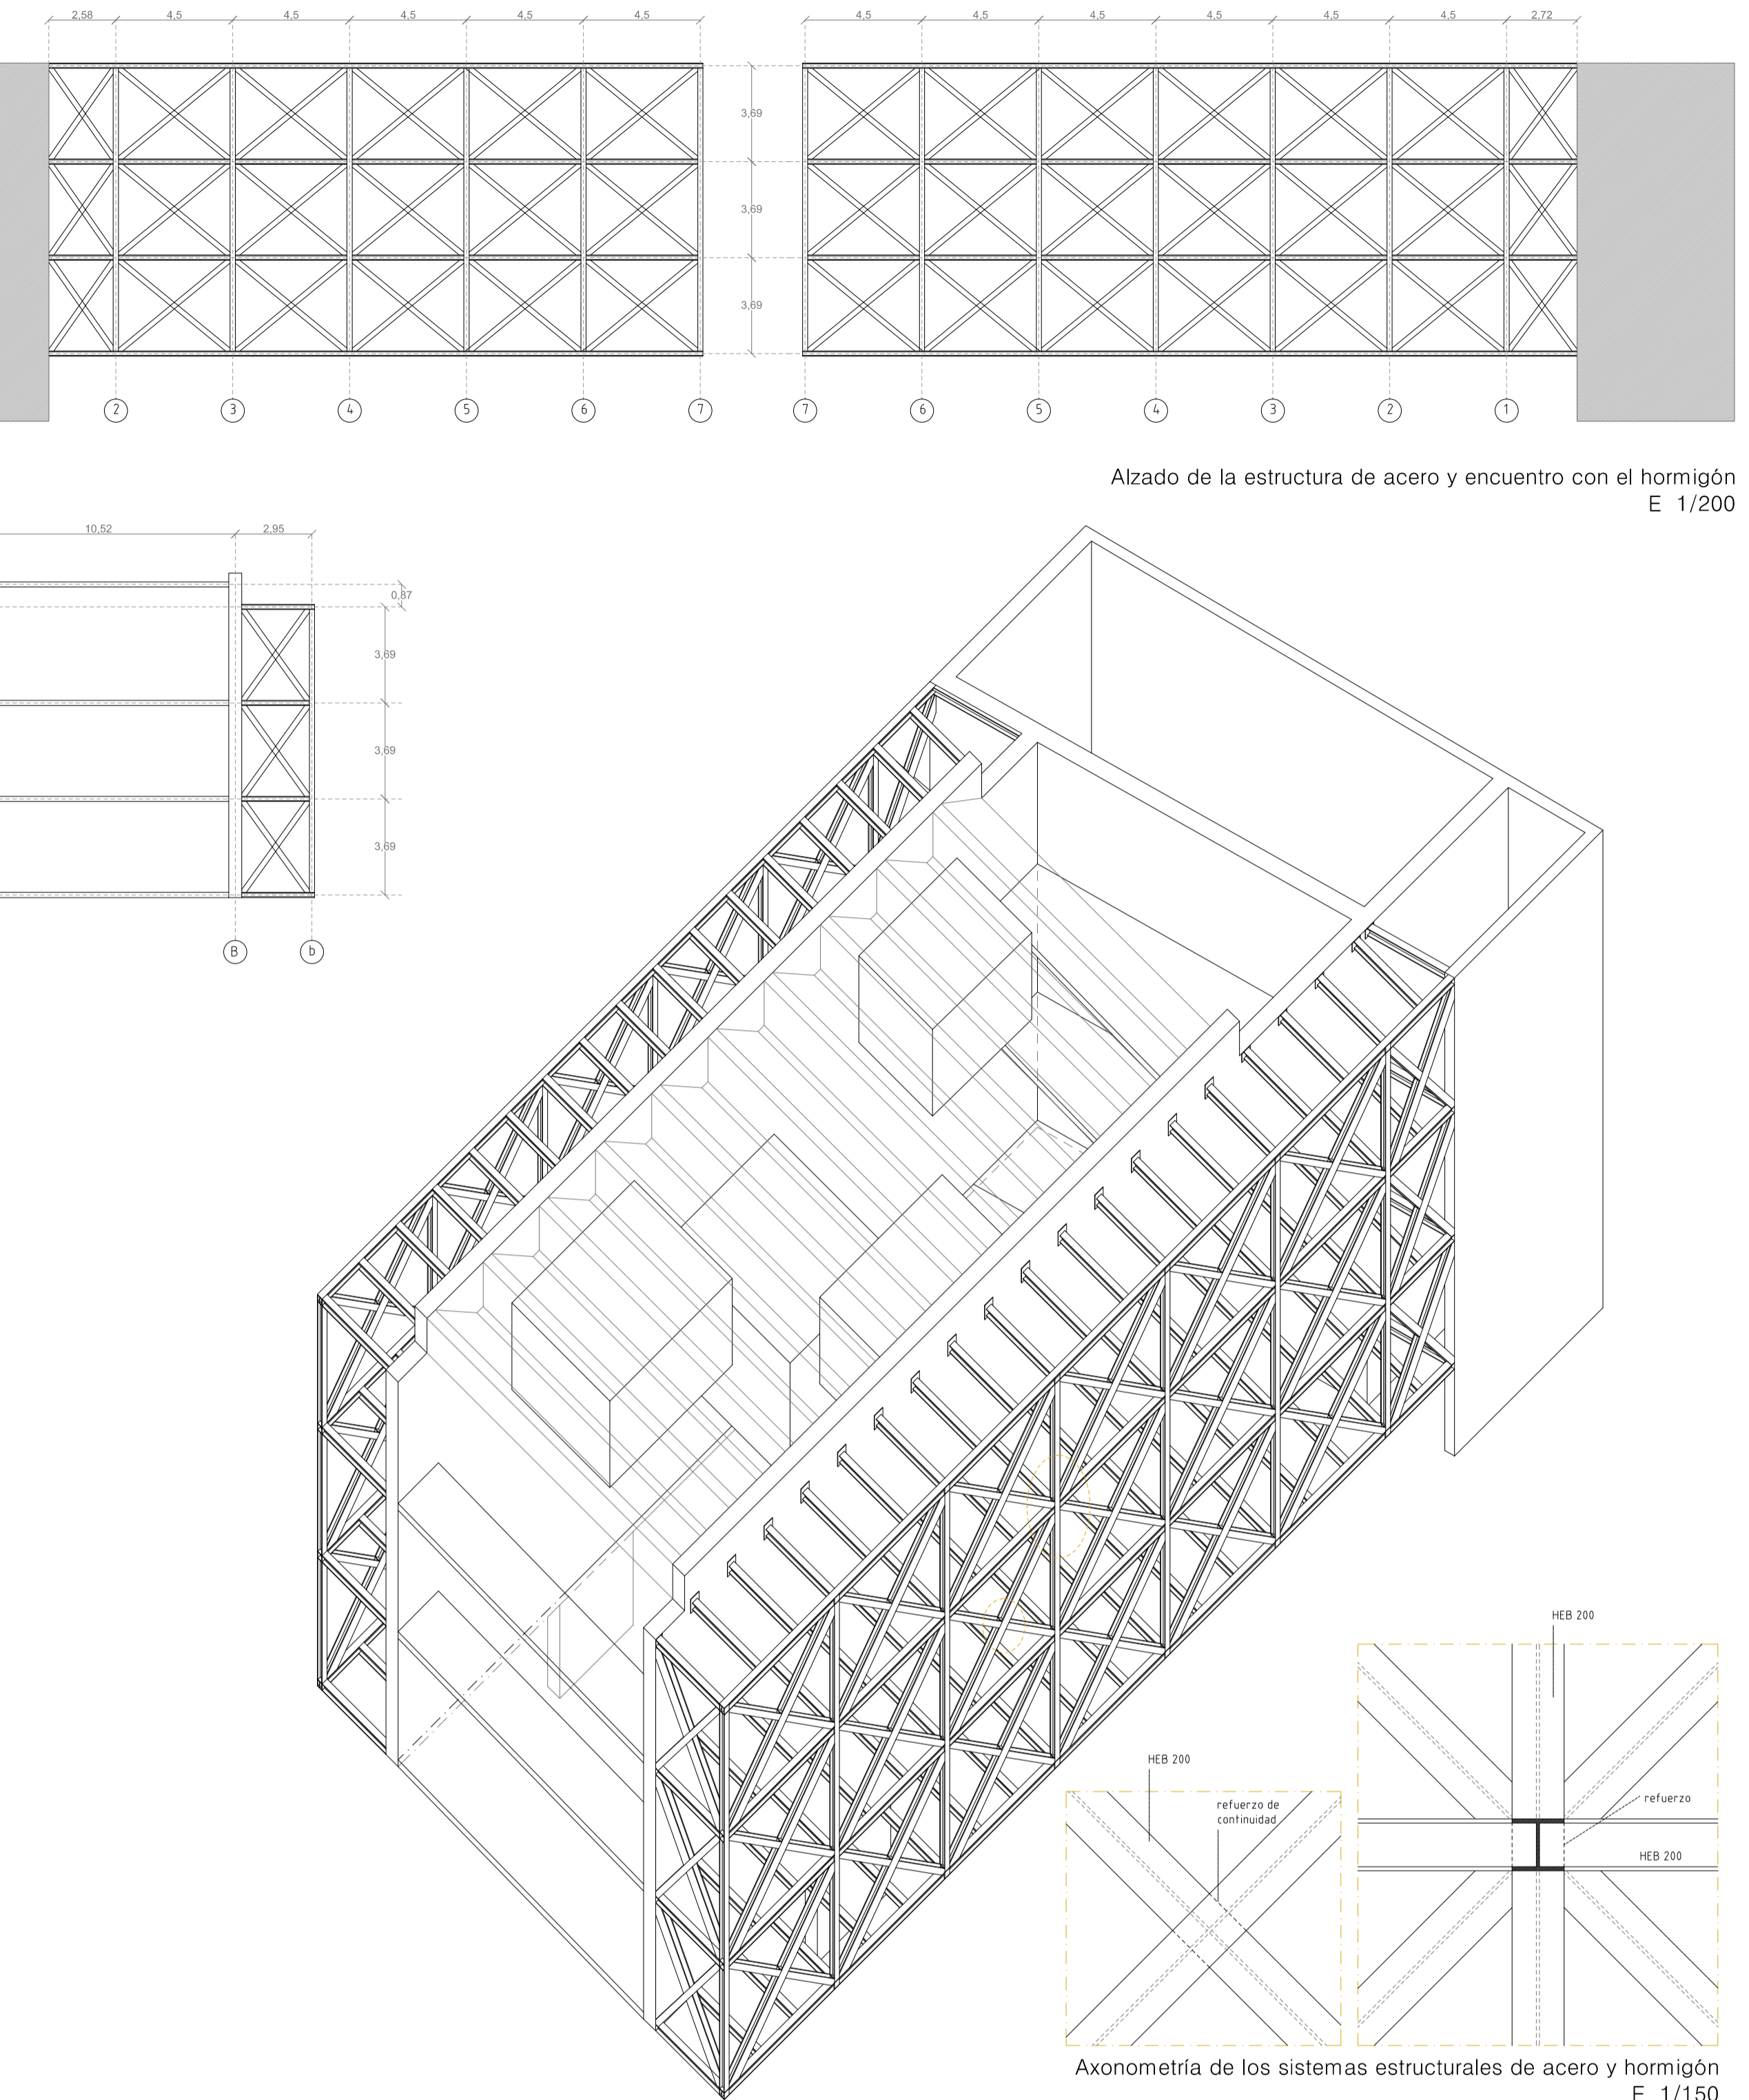 2,58 4,5 4,5 4,5 4,5 4,5
4,5 4,5 4,5 4,5 4,5 4,5 2,72
3,69
3,69
3,69
2 3 4 5 6 7
7 6 5 4 3 2 1
Alzado de la estructura de acero y encuentro con el hormigón
E 1/200
10,52 2,95
0,87
3,69
3,69
3,69
B b
HEB 200
HEB 200
refuerzo de
continuidad
refuerzo
HEB 200
Axonometría de los sistemas estructurales de acero y hormigón
E 1/150